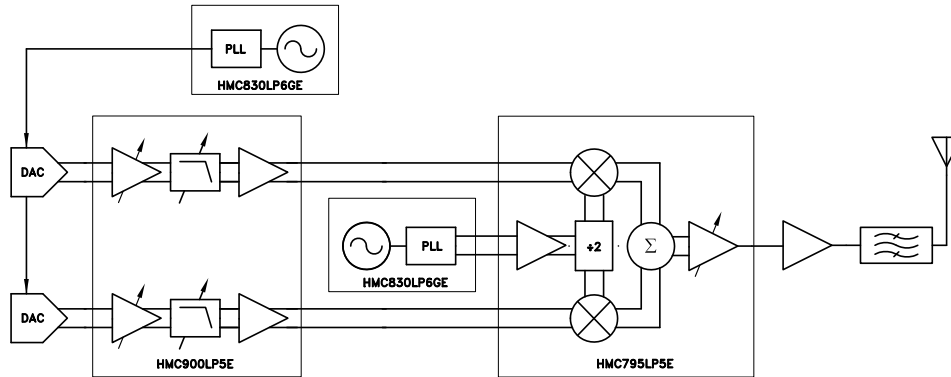 PLL
HMC830LP6GE
DAC
÷2
Σ
PLL
HMC830LP6GE
DAC
HMC900LP5E
HMC795LP5E